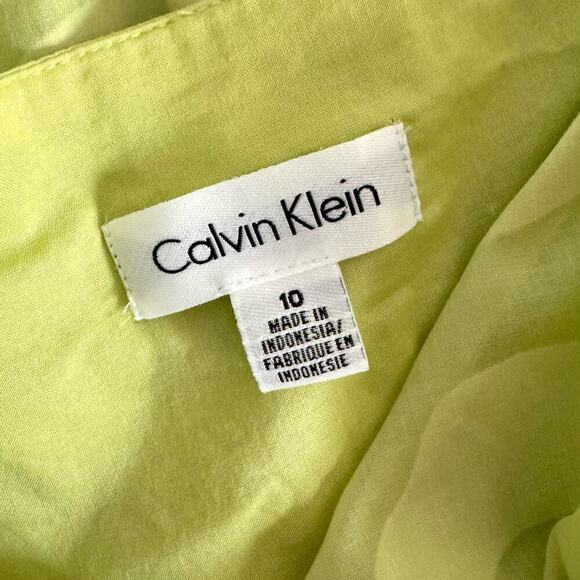 Calvin Klein
10
MADE IN
INDONESIA/
FABRIQUE EN
INDONESIE